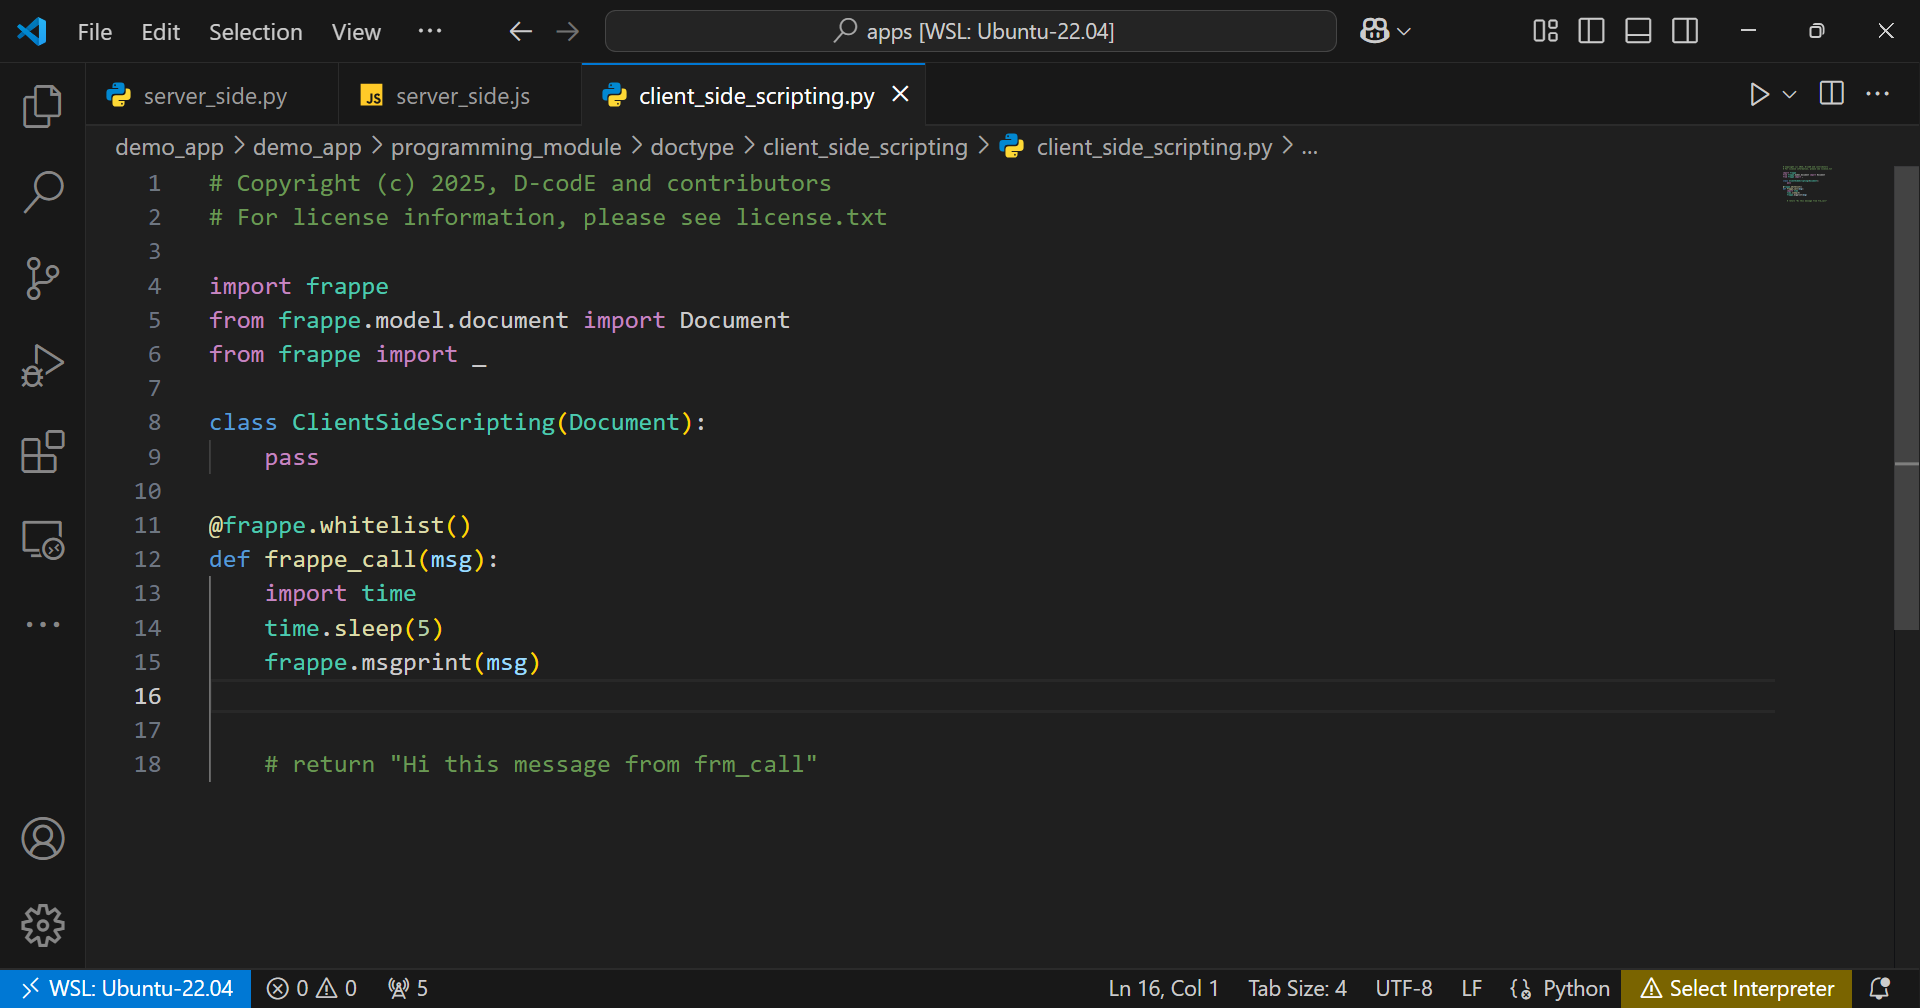 File Edit Selection View ··· apps [WSL: Ubuntu-22.04]
server_side.py JS server_side.js client_side_scripting.py
demo_app > demo_app > programming_module > doctype > client_side_scripting > client_side_scripting.py > ...
1 # Copyright (c) 2025, D-codE and contributors
2 # For license information, please see license.txt
3
4 import frappe
5 from frappe.model.document import Document
6 from frappe import _
7
8 class ClientSideScripting(Document):
9 pass
10
11 @frappe.whitelist()
12 def frappe_call(msg):
13 import time
14 time.sleep(5)
15 frappe.msgprint(msg)
16
17
18 # return "Hi this message from frm_call"
WSL: Ubuntu-22.04 0 0 5 Ln 16, Col 1 Tab Size: 4 UTF-8 LF Python Select Interpreter